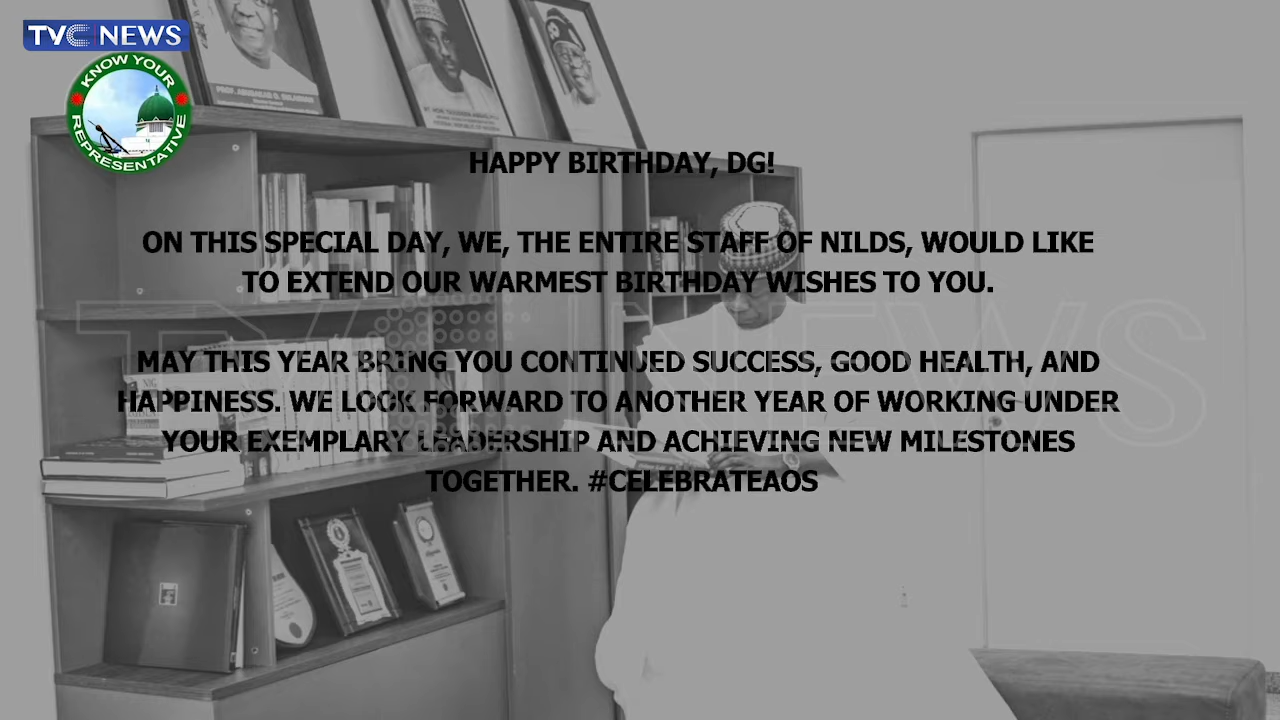 TVC NEWS
KNOW YOUR
REPRESENTATIVE
HAPPY BIRTHDAY, DG!
ON THIS SPECIAL DAY, WE, THE ENTIRE STAFF OF NILDS, WOULD LIKE
TO EXTEND OUR WARMEST BIRTHDAY WISHES TO YOU.
TVC NEWS
MAY THIS YEAR BRING YOU CONTINUED SUCCESS, GOOD HEALTH, AND
HAPPINESS. WE LOOK FORWARD TO ANOTHER YEAR OF WORKING UNDER
YOUR EXEMPLARY LEADERSHIP AND ACHIEVING NEW MILESTONES
TOGETHER. #CELEBRATEAOS